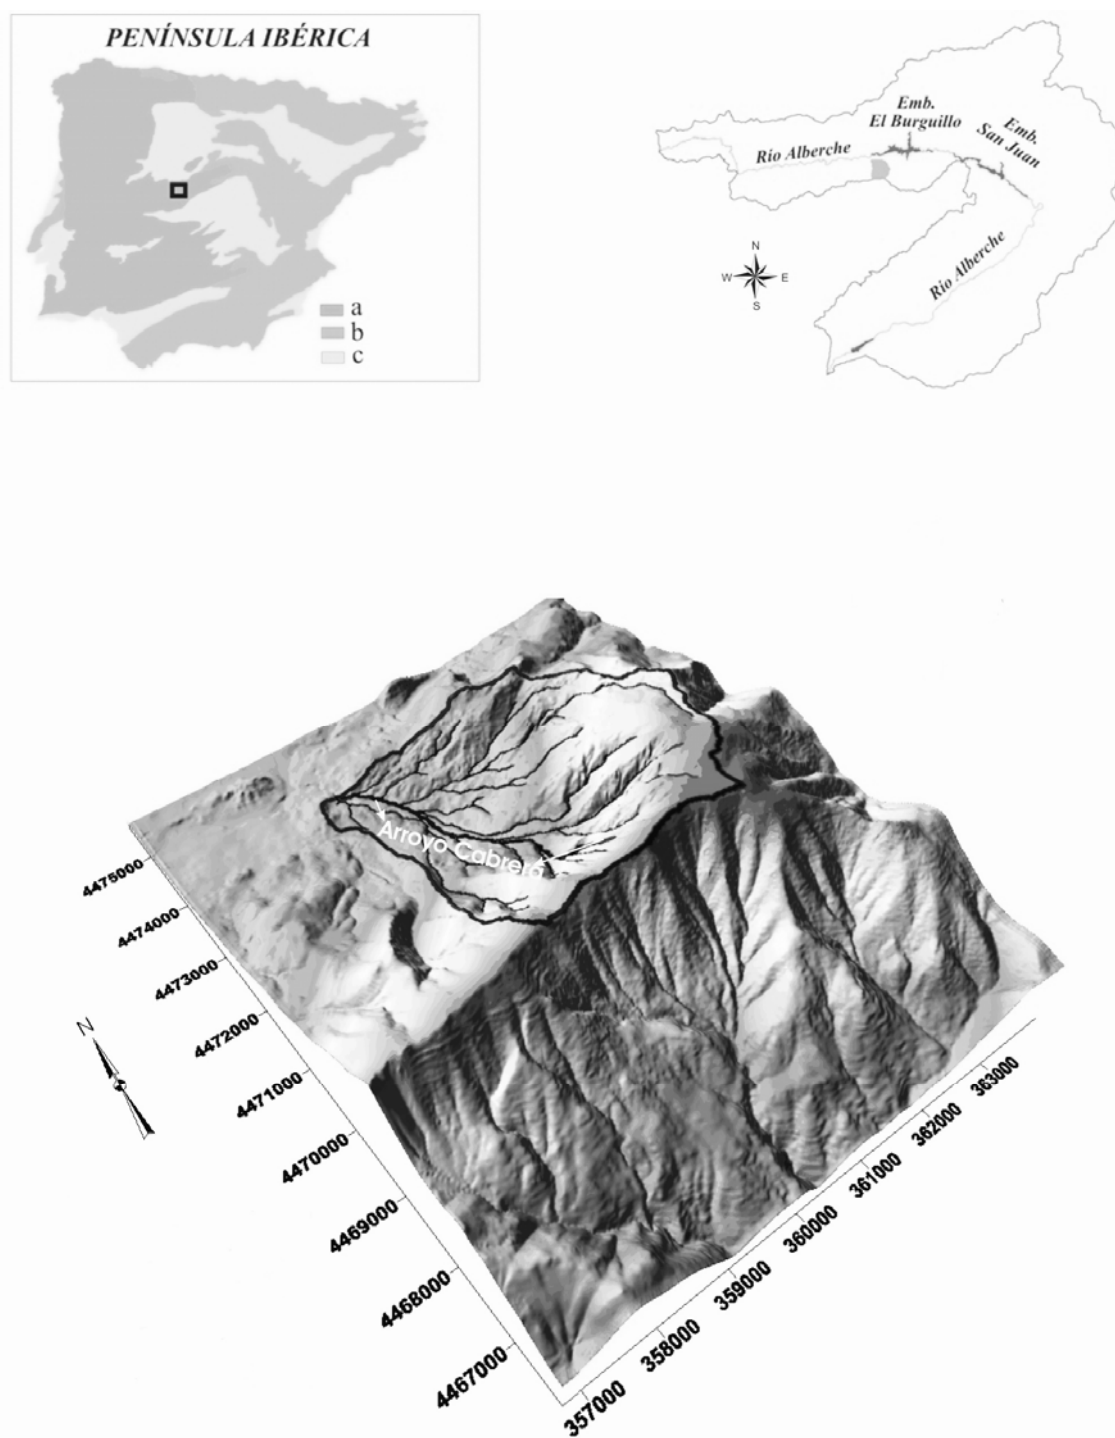 PENÍNSULA IBÉRICA
a
b
c
Emb.
El Burguillo
Emb.
San Juan
Río Alberche
Río Alberche
N
W E
S
Arroyo Cabrera
4475000
4474000
4473000
4472000
4471000
4470000
4469000
4468000
4467000
N
363000
362000
361000
360000
359000
358000
357000